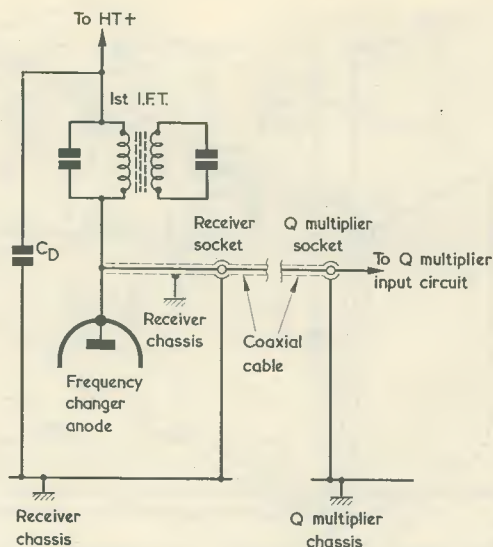 To HT+
1st I.F.T.
Receiver
socket
Q multiplier
socket
CD
To Q multiplier
input circuit
Receiver
chassis
Coaxial
cable
Frequency
changer
anode
Receiver
chassis
Q multiplier
chassis